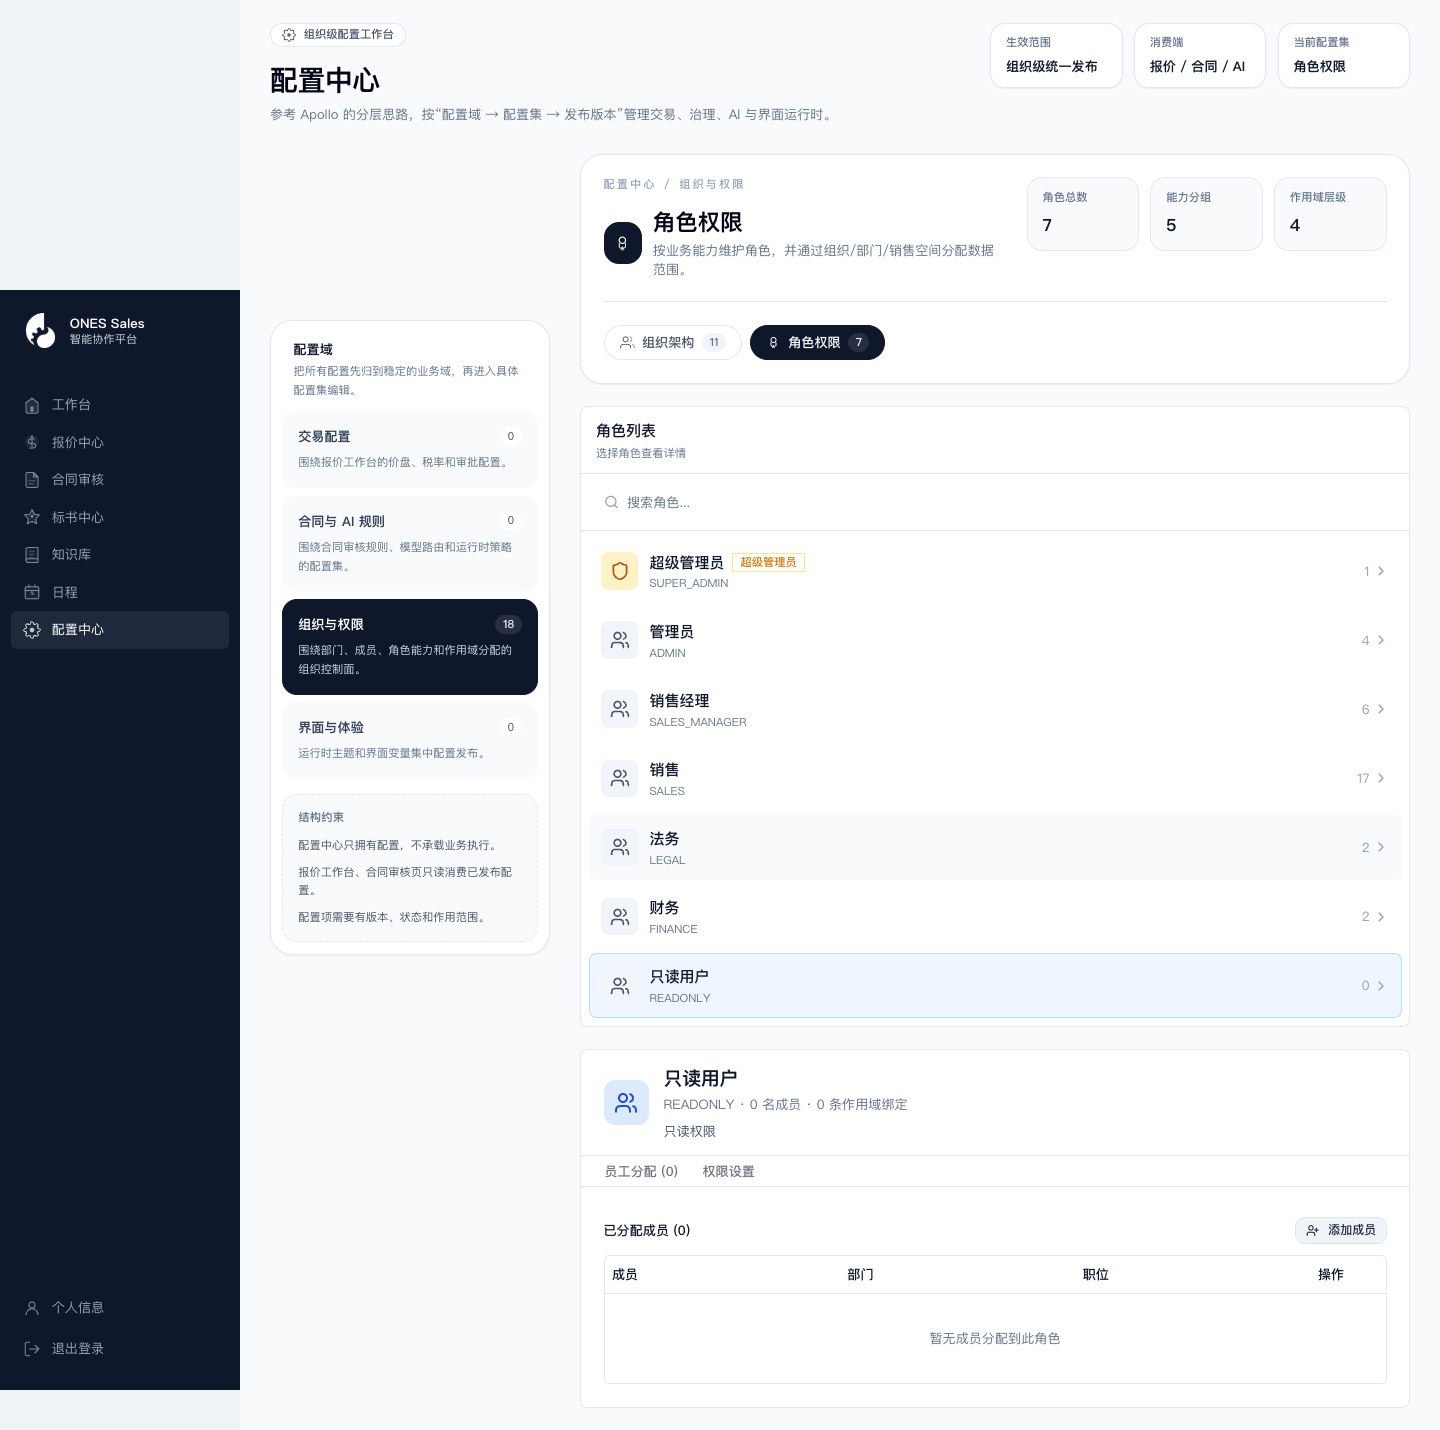 ONES Sales
智能协作平台
工作台
报价中心
合同审核
标书中心
知识库
日程
配置中心
个人信息
退出登录
组织级配置工作台
配置中心
参考 Apollo 的分层思路，按“配置域 → 配置集 → 发布版本”管理交易、治理、AI 与界面运行时。
生效范围
组织级统一发布
消费端
报价 / 合同 / AI
当前配置集
角色权限
配置域
把所有配置先归到稳定的业务域，再进入具体
配置集编辑。
交易配置 0
围绕报价工作台的价盘、税率和审批配置。
合同与 AI 规则 0
围绕合同审核规则、模型路由和运行时策略
的配置集。
组织与权限 18
围绕部门、成员、角色能力和作用域分配的
组织控制面。
界面与体验 0
运行时主题和界面变量集中配置发布。
结构约束
配置中心只拥有配置，不承载业务执行。
报价工作台、合同审核页只读消费已发布配
置。
配置项需要有版本、状态和作用范围。
配置中心 / 组织与权限
角色权限
按业务能力维护角色，并通过组织/部门/销售空间分配数据
范围。
角色总数
7
能力分组
5
作用域层级
4
组织架构 11
角色权限 7
角色列表
选择角色查看详情
搜索角色...
超级管理员 超级管理员
SUPER_ADMIN
1
管理员
ADMIN
4
销售经理
SALES_MANAGER
6
销售
SALES
17
法务
LEGAL
2
财务
FINANCE
2
只读用户
READONLY
0
只读用户
READONLY · 0 名成员 · 0 条作用域绑定
只读权限
员工分配 (0) 权限设置
已分配成员 (0) 添加成员
成员 部门 职位 操作
暂无成员分配到此角色